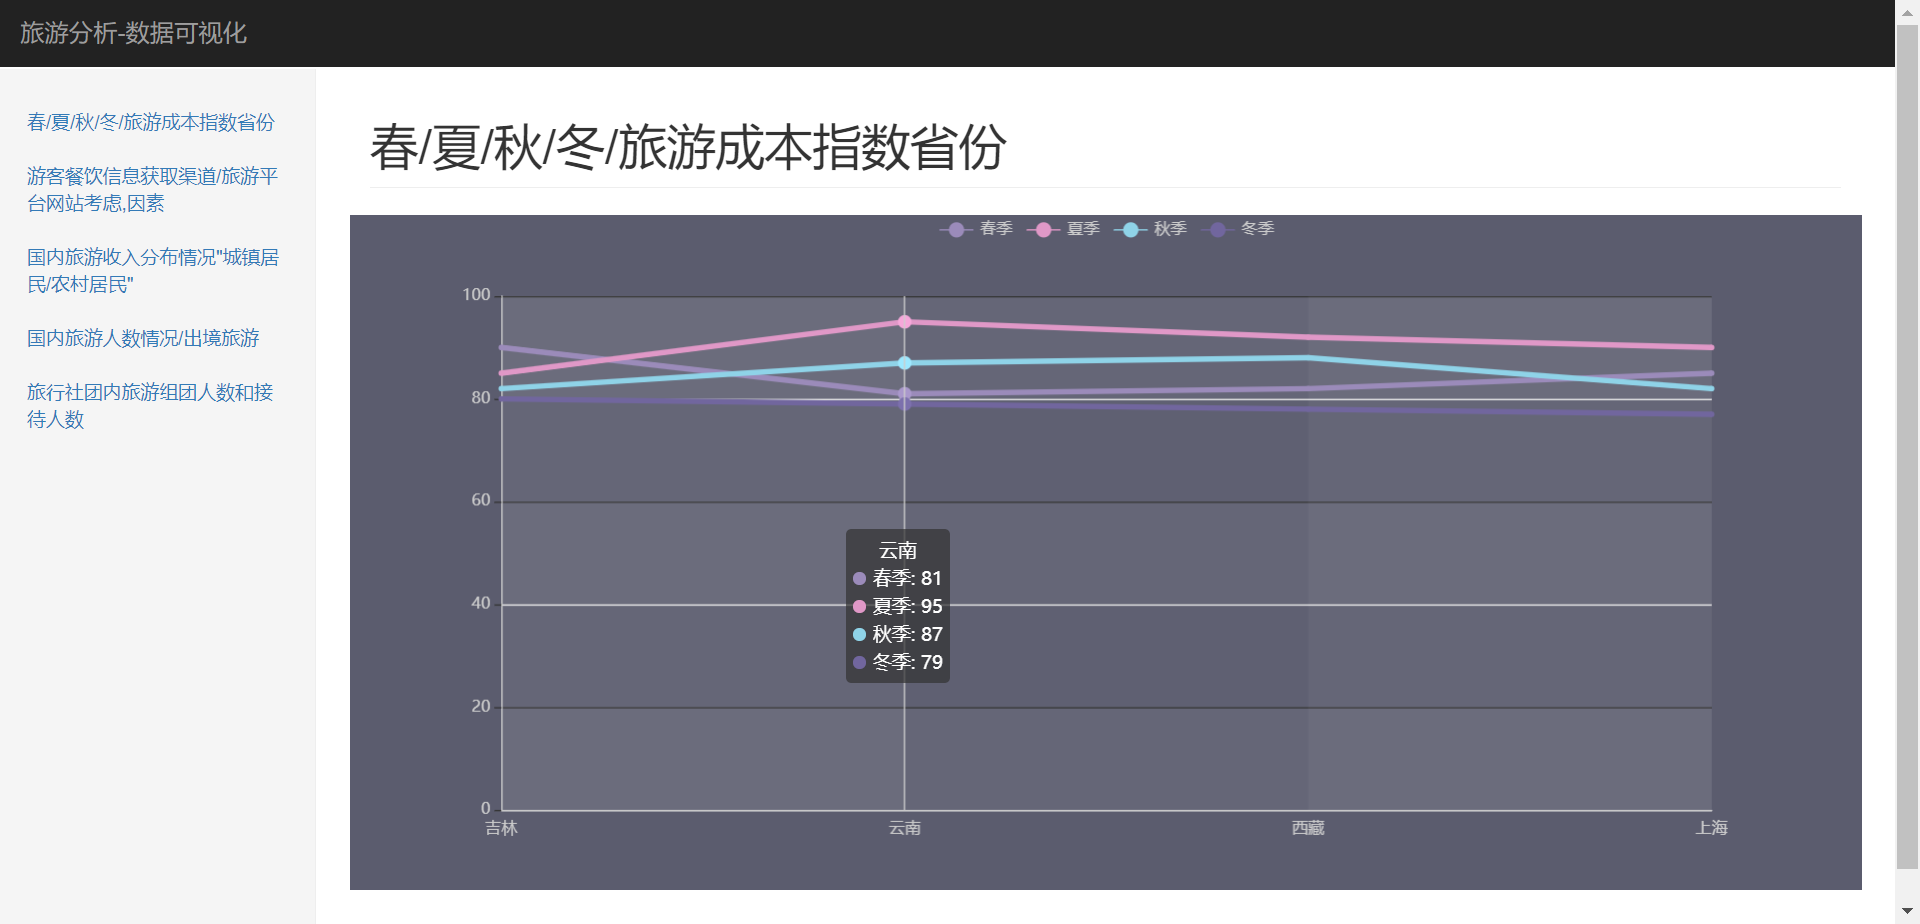 旅游分析-数据可视化
春/夏/秋/冬/旅游成本指数省份
游客餐饮信息获取渠道/旅游平
台网站考虑,因素
国内旅游收入分布情况"城镇居
民/农村居民"
国内旅游人数情况/出境旅游
旅行社团内旅游组团人数和接
待人数
春/夏/秋/冬/旅游成本指数省份
春季 夏季 秋季 冬季
100
80
60
40
20
0
云南
春季: 81
夏季: 95
秋季: 87
冬季: 79
吉林 云南 西藏 上海